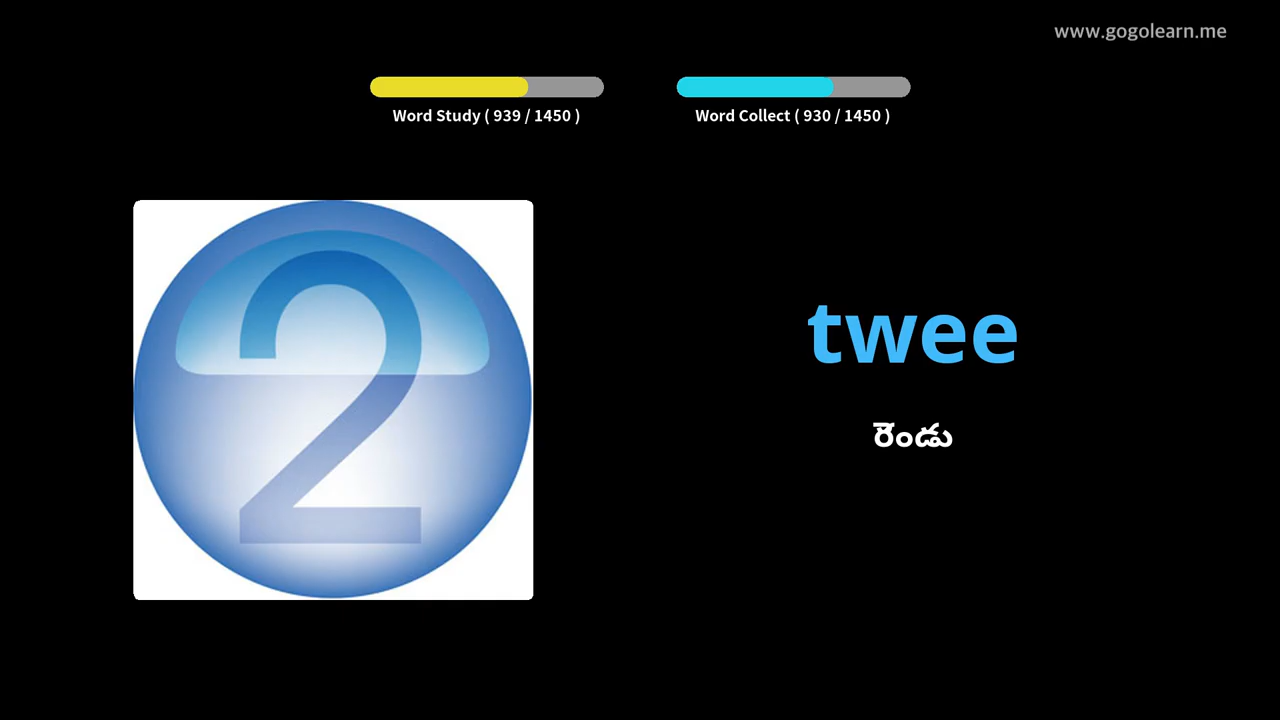 www.gogolearn.me
Word Study ( 939 / 1450 )
Word Collect ( 930 / 1450 )
2
twee
రెండు